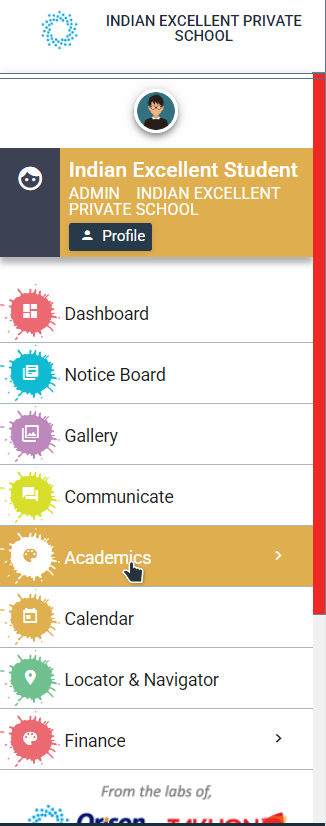 INDIAN EXCELLENT PRIVATE
SCHOOL
Indian Excellent Student
ADMIN INDIAN EXCELLENT
PRIVATE SCHOOL
Profile
Dashboard
Notice Board
Gallery
Communicate
Academics
Calendar
Locator & Navigator
Finance
From the labs of,